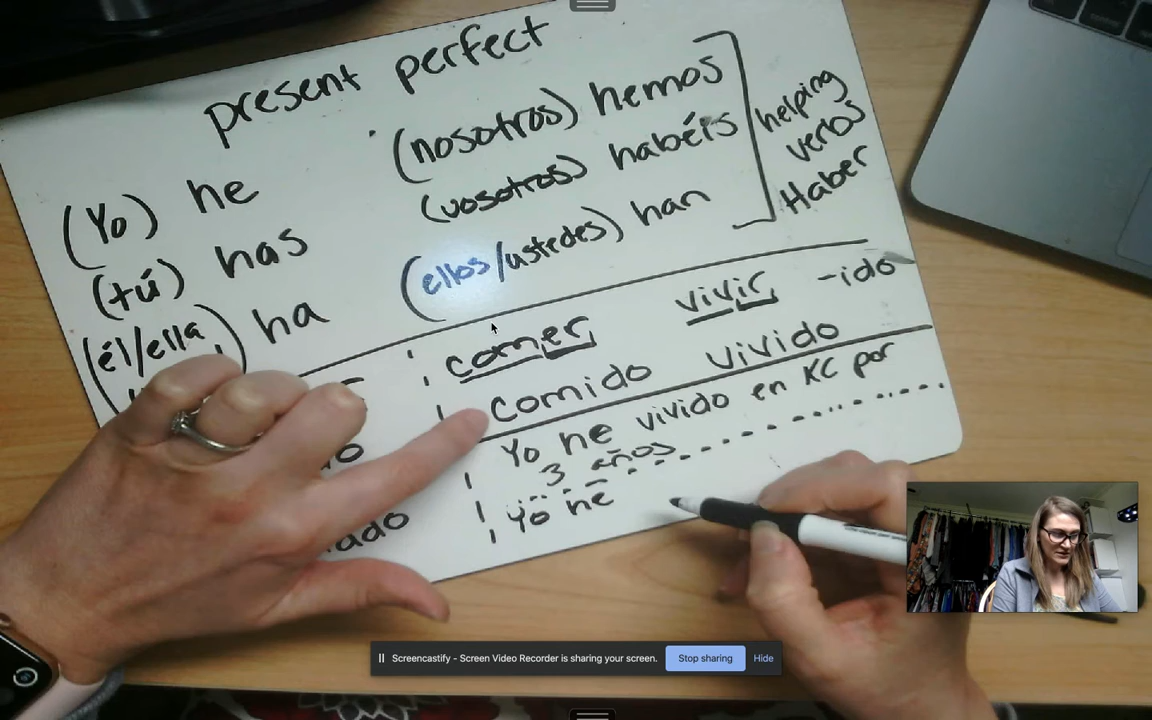 present perfect
(Yo) he
(tú) has
(él/ella,) ha
(nosotros) hemos
(vosotros) habéis
(ellos/ustedes) han
helping
verbs
Haber
comer
vivir -ido
comido vivido
Yo he vivido en KC por
3 años
Yo he
Screencastify - Screen Video Recorder is sharing your screen. Stop sharing Hide